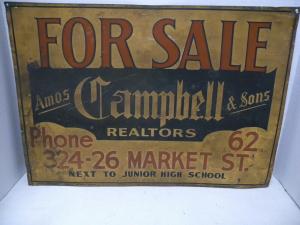 FOR SALE
Amos Campbell & Sons
REALTORS
Phone 62
324-26 MARKET ST.
NEXT TO JUNIOR HIGH SCHOOL